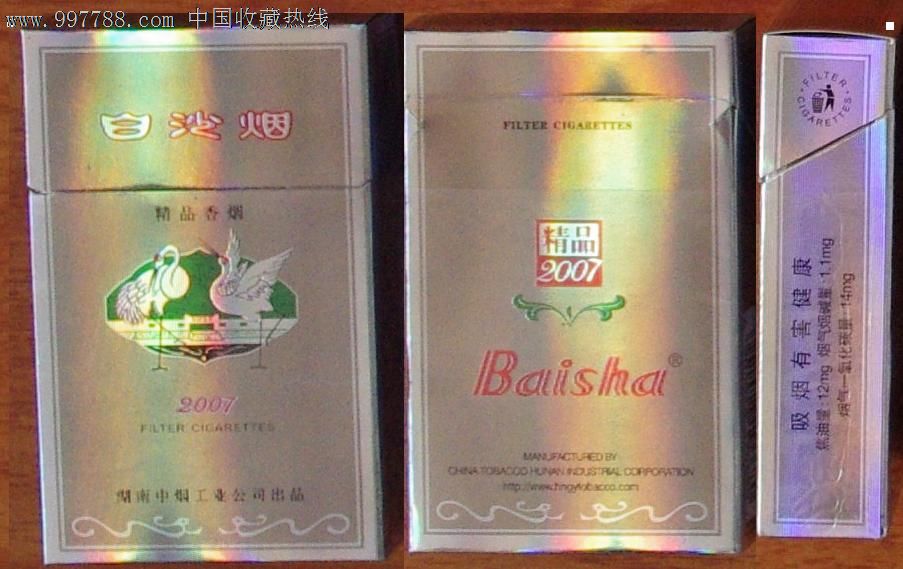 www.997788.com 中国收藏热线
白沙烟
精品香烟
2007
FILTER CIGARETTES
湖南中烟工业公司出品
FILTER CIGARETTES
精品
2007
Baisha®
MANUFACTURED BY
CHINA TOBACCO HUNAN INDUSTRIAL CORPORATION
http://www.hngytobacco.com
FILTER
CIGARETTES
吸烟有害健康
焦油量:12mg 烟气烟碱量:1.1mg
烟气一氧化碳量:14mg